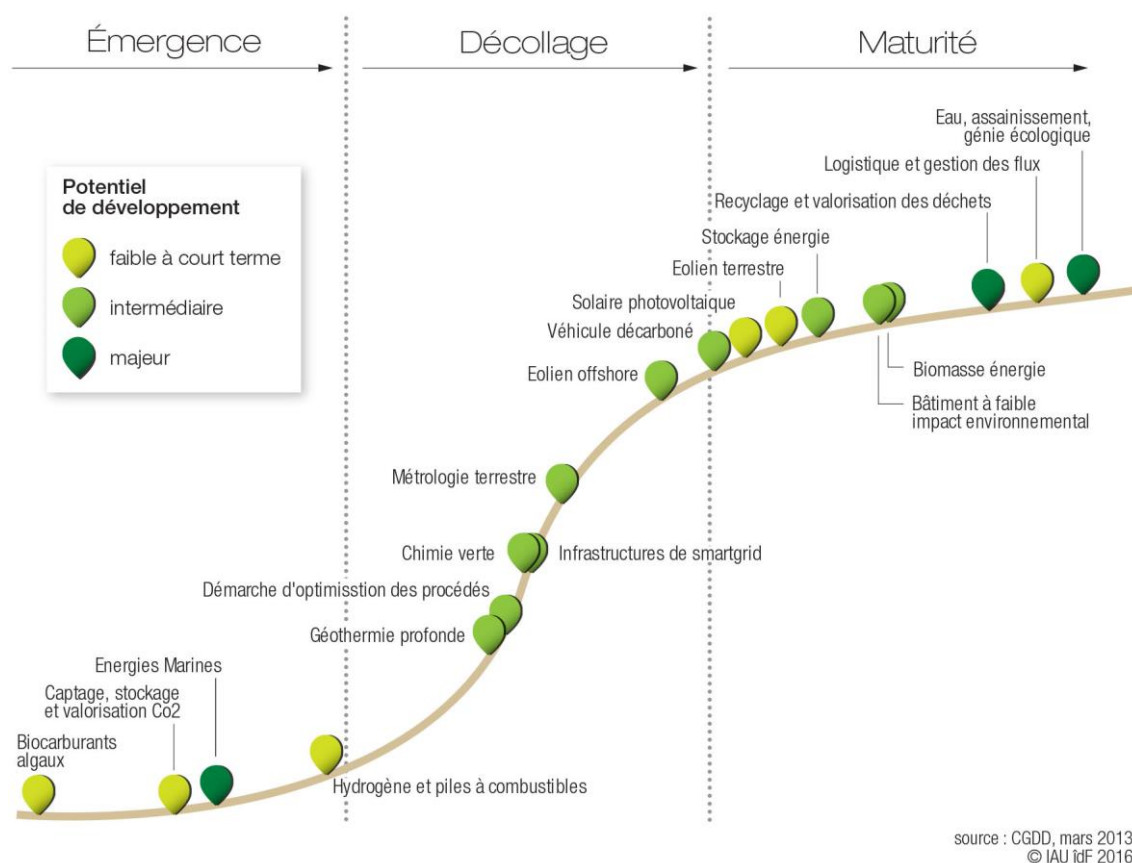 Émergence
Décollage
Maturité
Potentiel
de développement
faible à court terme
intermédiaire
majeur
Eau, assainissement,
génie écologique
Logistique et gestion des flux
Recyclage et valorisation des déchets
Stockage énergie
Eolien terrestre
Solaire photovoltaique
Véhicule décarboné
Eolien offshore
Biomasse énergie
Bâtiment à faible
impact environnemental
Métrologie terrestre
Chimie verte
Infrastructures de smartgrid
Démarche d'optimisstion des procédés
Géothermie profonde
Energies Marines
Captage, stockage
et valorisation Co2
Biocarburants
algaux
Hydrogène et piles à combustibles
source : CGDD, mars 2013
© IAU îdF 2016